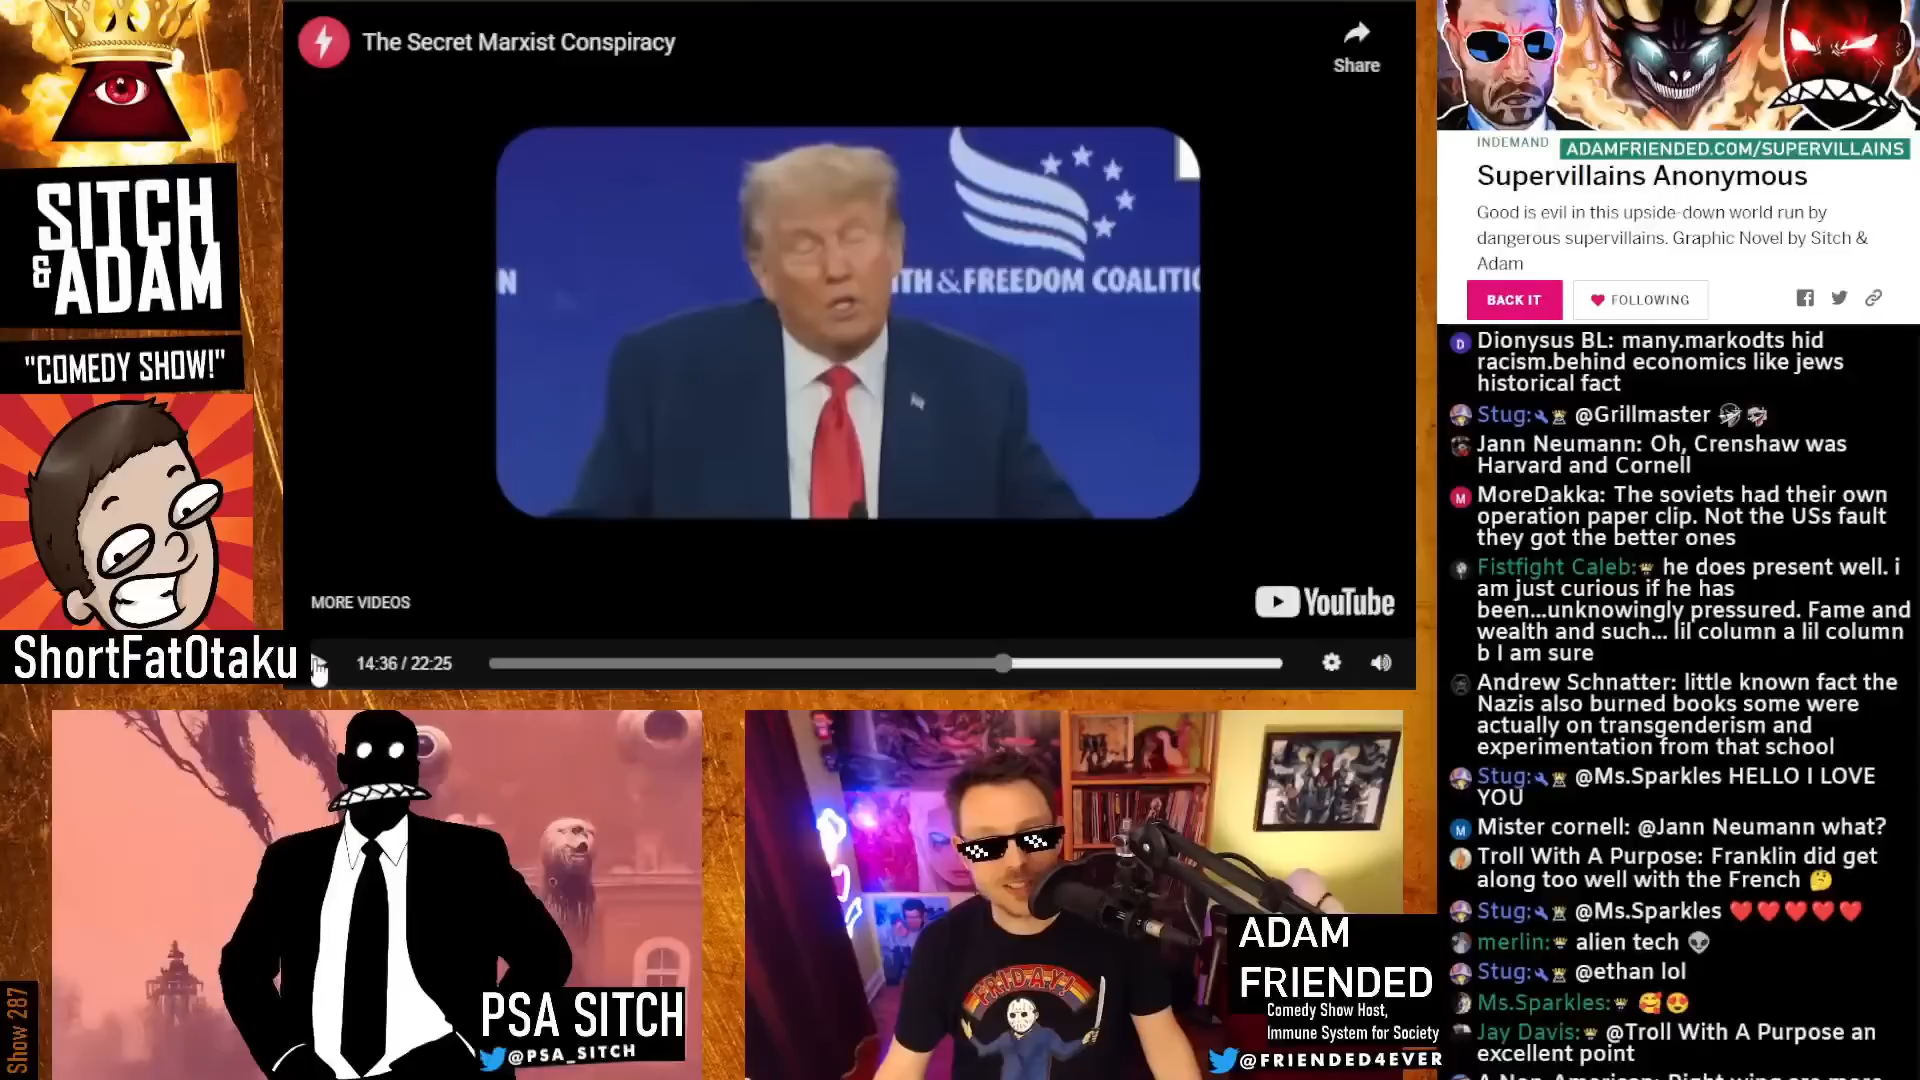 SITCH
& ADAM
"COMEDY SHOW!"
ShortFatOtaku
The Secret Marxist Conspiracy
Share
N
TH & FREEDOM COALITIO
MORE VIDEOS
YouTube
14:36 / 22:25
INDEMAND
ADAMFRIENDED.COM/SUPERVILLAINS
Supervillains Anonymous
Good is evil in this upside-down world run by
dangerous supervillains. Graphic Novel by Sitch &
Adam
BACK IT
FOLLOWING
D
Dionysus BL: many.markodts hid
racism.behind economics like jews
historical fact
Stug: @Grillmaster
Jann Neumann: Oh, Crenshaw was
Harvard and Cornell
M
MoreDakka: The soviets had their own
operation paper clip. Not the USs fault
they got the better ones
Fistfight Caleb: he does present well. i
am just curious if he has
been...unknowingly pressured. Fame and
wealth and such... lil column a lil column
b I am sure
Andrew Schnatter: little known fact the
Nazis also burned books some were
actually on transgenderism and
experimentation from that school
Stug: @Ms.Sparkles HELLO I LOVE
YOU
M
Mister cornell: @Jann Neumann what?
Troll With A Purpose: Franklin did get
along too well with the French 🤔
Stug: @Ms.Sparkles ❤❤❤❤❤
merlin: alien tech 👽
Stug: @ethan lol
Ms.Sparkles: 🥰😍
Jay Davis: @Troll With A Purpose an
excellent point
Show 287
PSA SITCH
@PSA_SITCH
FRIDAY!
ADAM
FRIENDED
Comedy Show Host,
Immune System for Society
@FRIENDED4EVER